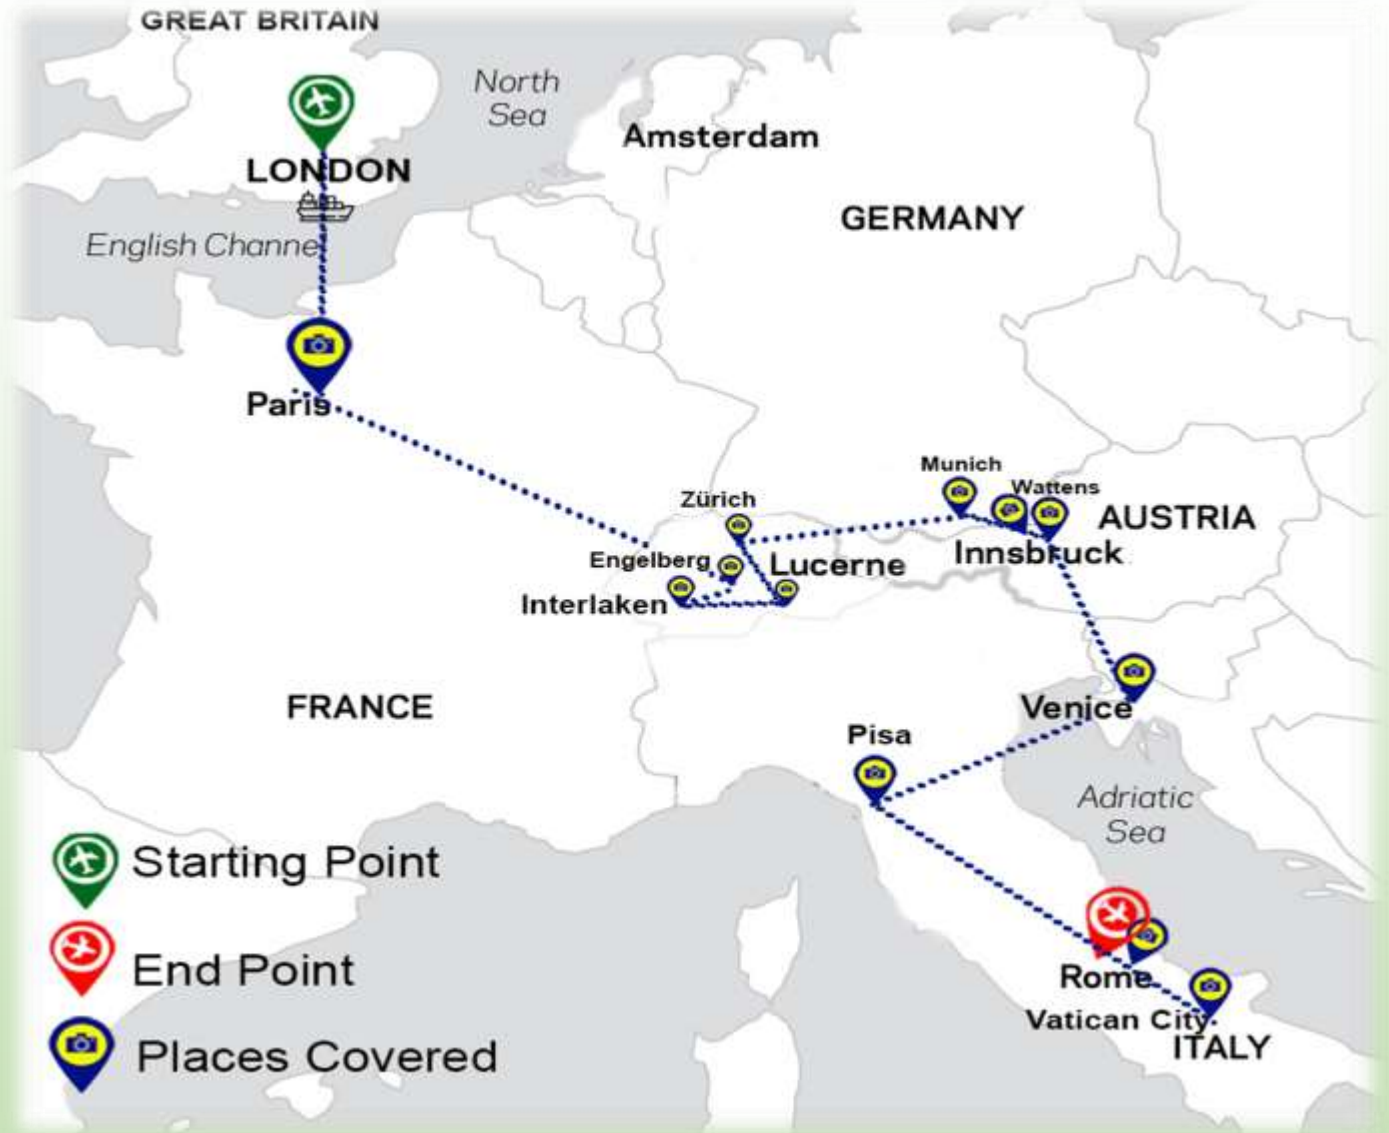 GREAT BRITAIN
North
Sea
Amsterdam
LONDON
GERMANY
English Channe
Paris
Munich
Wattens
Zürich
AUSTRIA
Innsbruck
Engelberg
Lucerne
Interlaken
FRANCE
Venice
Pisa
Adriatic
Sea
Starting Point
End Point
Rome
Vatican City
ITALY
Places Covered